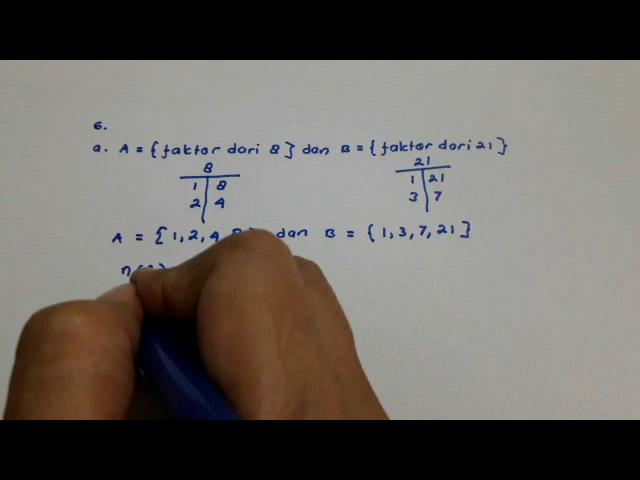 6.
a. A = {faktor dari 8} dan B = {faktor dari 21}
8
1 8
2 4
21
1 21
3 7
A = {1, 2, 4, dan B = {1, 3, 7, 21}
n(